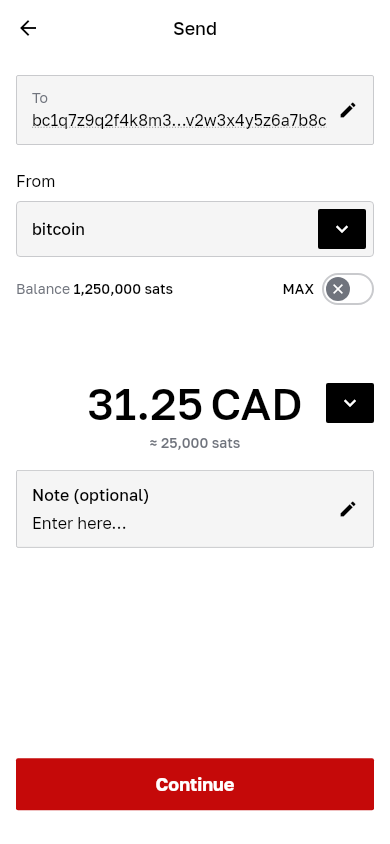 Send
To
bc1q7z9q2f4k8m3...v2w3x4y5z6a7b8c
From
bitcoin
Balance 1,250,000 sats MAX
31.25 CAD
≈ 25,000 sats
Note (optional)
Enter here...
Continue